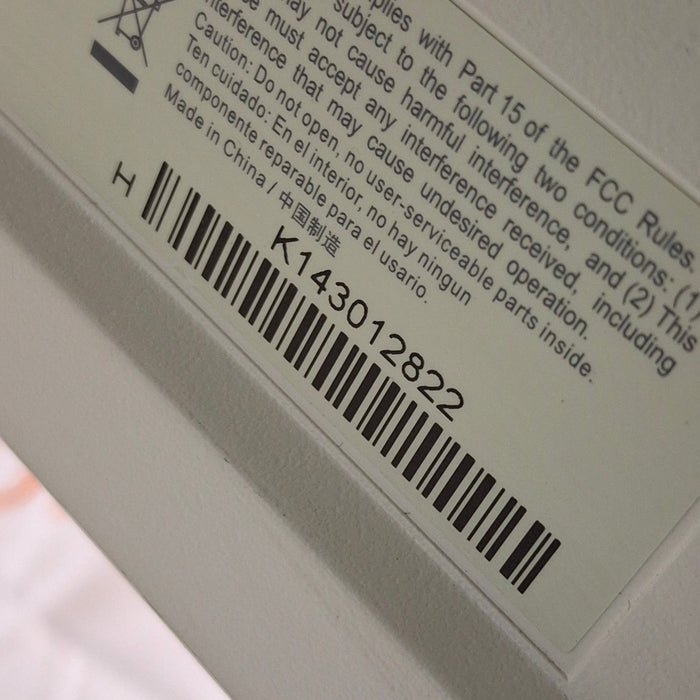 plies with Part 15 of the FCC Rules.
subject to the following two conditions: (1)
may not cause harmful interference, and (2) This
must accept any interference received, including
interference that may cause undesired operation.
Caution: Do not open, no user-serviceable parts inside.
Ten cuidado: En el interior, no hay ningun
componente reparable para el usario.
Made in China / 中国制造
H
K143012822